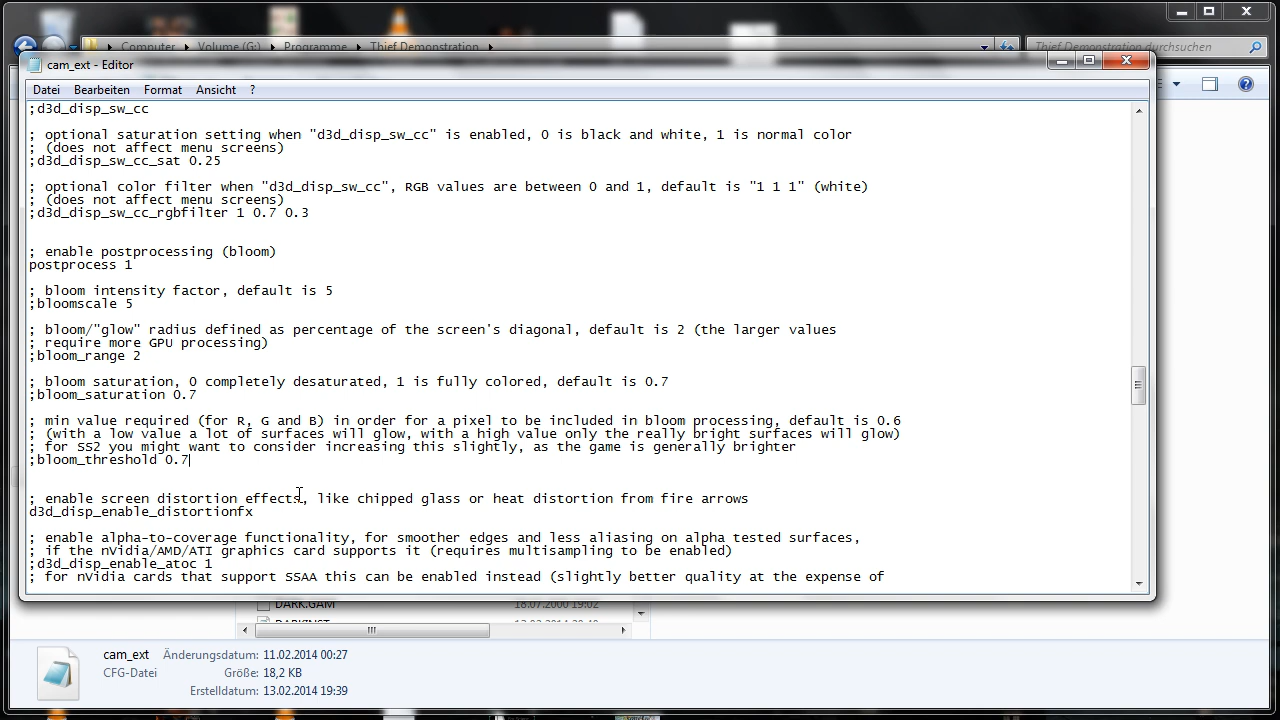 Computer
Volume (G:)
Programme
Thief Demonstration
Thief Demonstration durchsuchen
cam_ext - Editor
Datei Bearbeiten Format Ansicht ?
;d3d_disp_sw_cc
; optional saturation setting when "d3d_disp_sw_cc" is enabled, 0 is black and white, 1 is normal color
; (does not affect menu screens)
;d3d_disp_sw_cc_sat 0.25
; optional color filter when "d3d_disp_sw_cc", RGB values are between 0 and 1, default is "1 1 1" (white)
; (does not affect menu screens)
;d3d_disp_sw_cc_rgbfilter 1 0.7 0.3
; enable postprocessing (bloom)
postprocess 1
; bloom intensity factor, default is 5
;bloomscale 5
; bloom/"glow" radius defined as percentage of the screen's diagonal, default is 2 (the larger values
; require more GPU processing)
;bloom_range 2
; bloom saturation, 0 completely desaturated, 1 is fully colored, default is 0.7
;bloom_saturation 0.7
; min value required (for R, G and B) in order for a pixel to be included in bloom processing, default is 0.6
; (with a low value a lot of surfaces will glow, with a high value only the really bright surfaces will glow)
; for SS2 you might want to consider increasing this slightly, as the game is generally brighter
;bloom_threshold 0.7
; enable screen distortion effects, like chipped glass or heat distortion from fire arrows
d3d_disp_enable_distortionfx
; enable alpha-to-coverage functionality, for smoother edges and less aliasing on alpha tested surfaces,
; if the nVidia/AMD/ATI graphics card supports it (requires multisampling to be enabled)
;d3d_disp_enable_atoc 1
; for nVidia cards that support SSAA this can be enabled instead (slightly better quality at the expense of
DARK.GAM 18.07.2000 19:02
cam_ext Änderungsdatum: 11.02.2014 00:27
CFG-Datei Größe: 18,2 KB
Erstelldatum: 13.02.2014 19:39